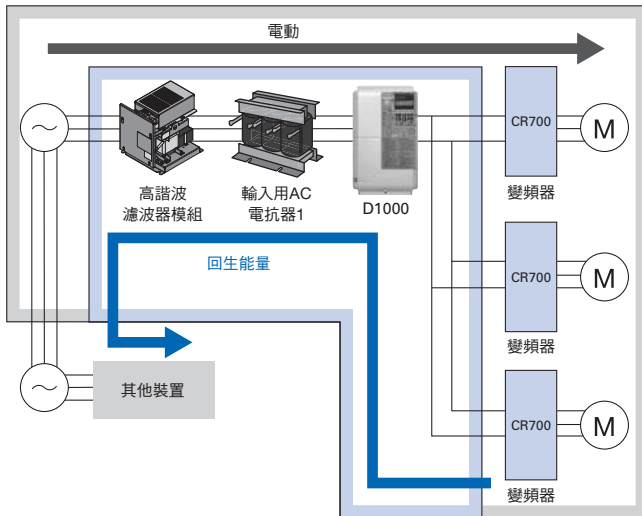 電動
高諧波
濾波器模組
輸入用AC
電抗器1
D1000
CR700
M
變頻器
回生能量
CR700
M
變頻器
其他裝置
CR700
M
變頻器